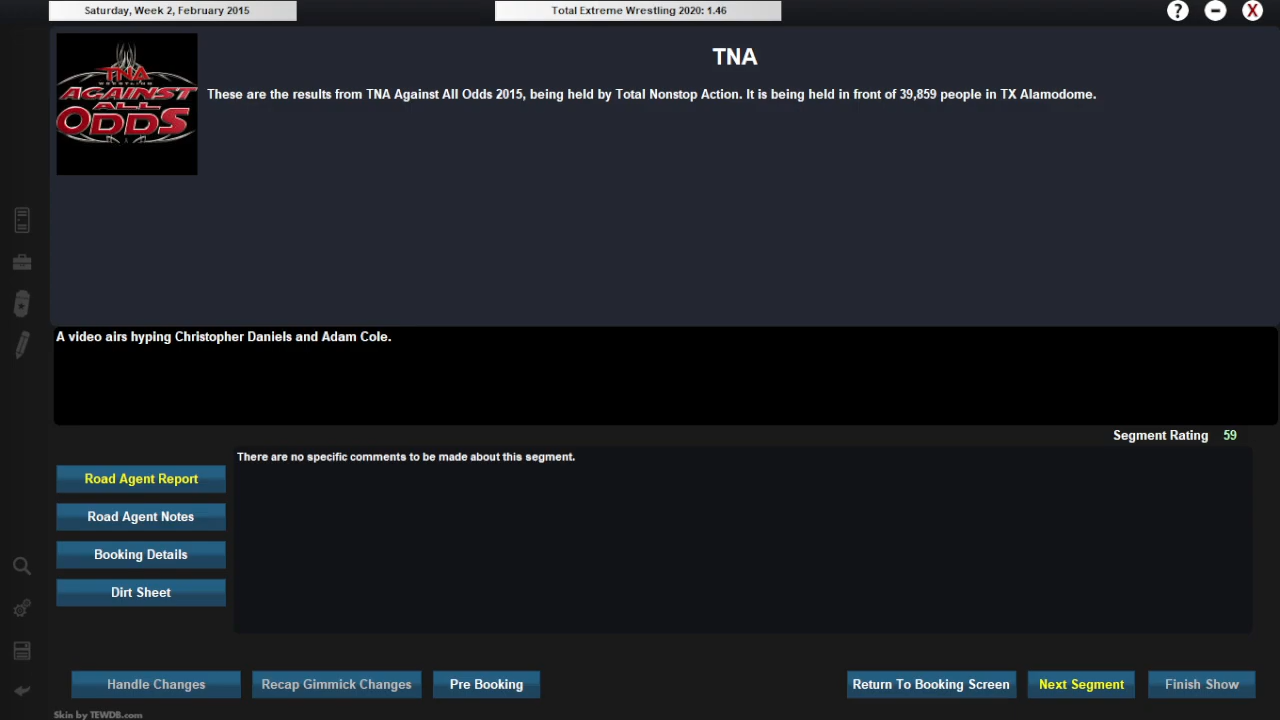 Saturday, Week 2, February 2015
Total Extreme Wrestling 2020: 1.46
?
X
TNA
TNA
WRESTLING
AGAINST
ALL
ODDS
These are the results from TNA Against All Odds 2015, being held by Total Nonstop Action. It is being held in front of 39,859 people in TX Alamodome.
A video airs hyping Christopher Daniels and Adam Cole.
Segment Rating 59
There are no specific comments to be made about this segment.
Road Agent Report
Road Agent Notes
Booking Details
Dirt Sheet
Handle Changes
Recap Gimmick Changes
Pre Booking
Return To Booking Screen
Next Segment
Finish Show
Skin by TEWDB.com